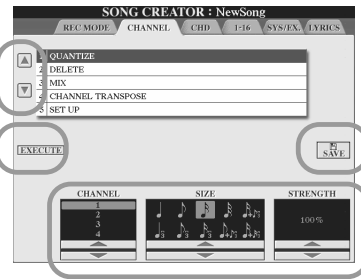 SONG CREATOR : NewSong
REC MODE CHANNEL CHD 1-16 SYS/EX. LYRICS
1 QUANTIZE
2 DELETE
3 MIX
4 CHANNEL TRANSPOSE
5 SET UP
EXECUTE
SAVE
CHANNEL SIZE STRENGTH
1
2
3
4
100%